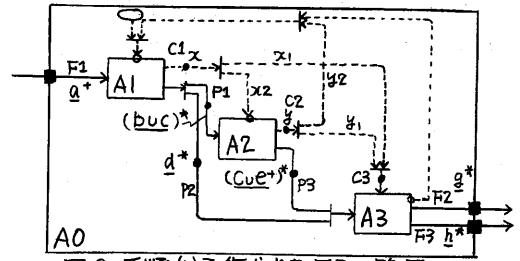 F1
a+
A1
C1
x
x1
x2
y2
P1
(buc)*
A2
C2
y
y1
d*
(Cue+)*
P2
P3
C3
A3
F2
g*
F3
h*
A0